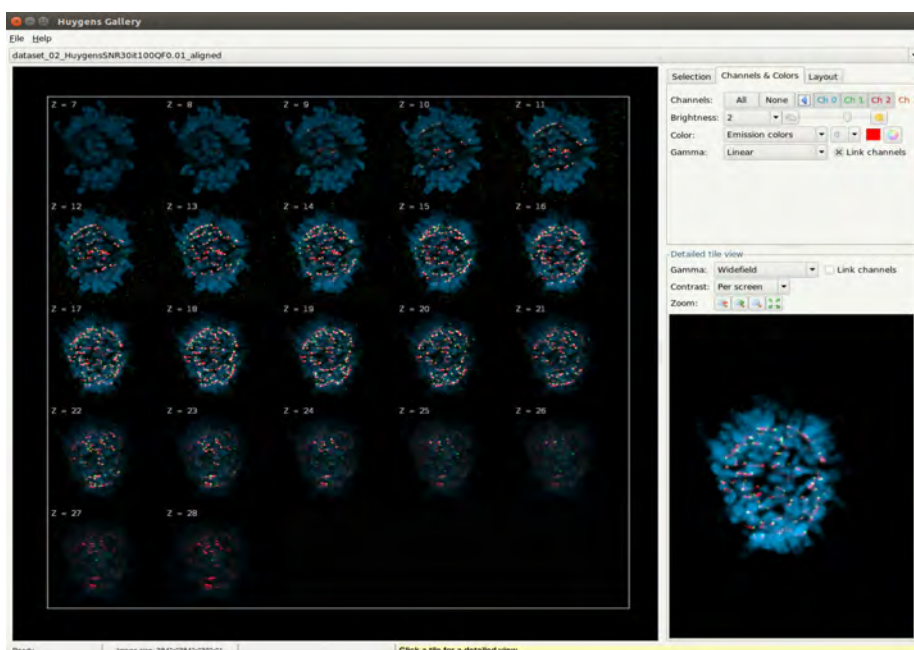 Huygens Gallery
File Help
dataset_02_HuygensSNR30it100QF0.01_aligned
Z = 7 Z = 8 Z = 9 Z = 10 Z = 11
Z = 12 Z = 13 Z = 14 Z = 15 Z = 16
Z = 17 Z = 18 Z = 19 Z = 20 Z = 21
Z = 22 Z = 23 Z = 24 Z = 25 Z = 26
Z = 27 Z = 28
Selection Channels & Colors Layout
Channels: All None Ch 0 Ch 1 Ch 2 Ch
Brightness: 2
Color: Emission colors 0
Gamma: Linear Link channels
Detailed tile view
Gamma: Widefield Link channels
Contrast: Per screen
Zoom:
Click a tile for a detailed view